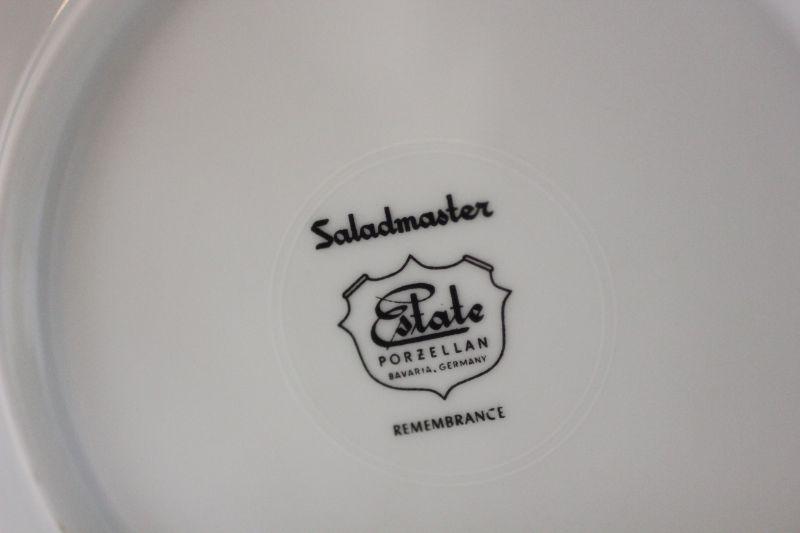 Saladmaster
Estate
PORZELLAN
BAVARIA, GERMANY
REMEMBRANCE